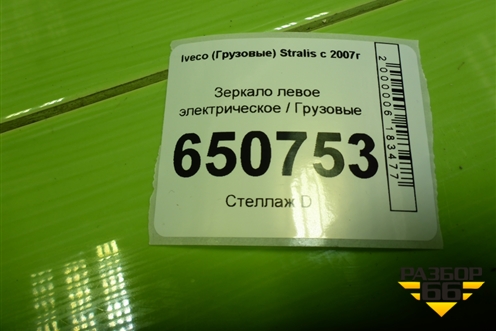 Iveco (Грузовые) Stralis с 2007г
Зеркало левое
электрическое / Грузовые
650753
Стеллаж D
2000006183477
РАЗБОР
66